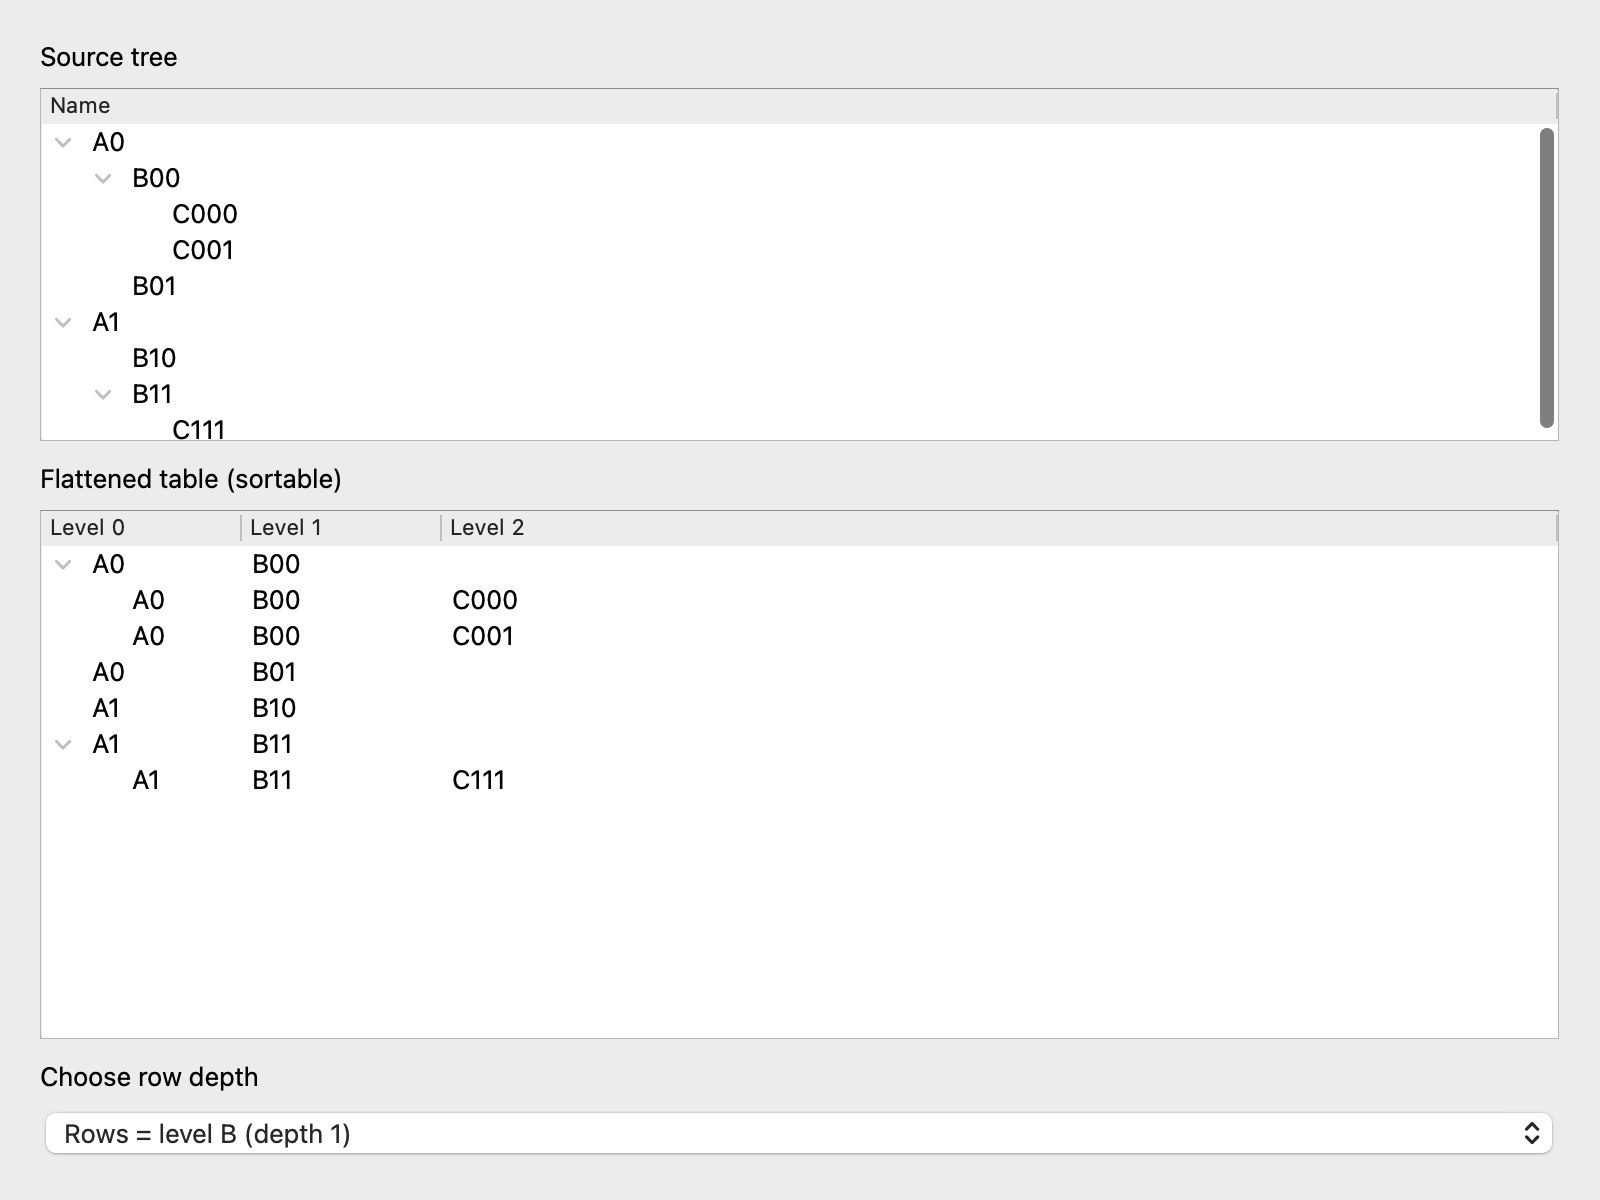 Source tree
Name
A0
B00
C000
C001
B01
A1
B10
B11
C111
Flattened table (sortable)
Level 0 Level 1 Level 2
A0 B00
A0 B00 C000
A0 B00 C001
A0 B01
A1 B10
A1 B11
A1 B11 C111
Choose row depth
Rows = level B (depth 1)